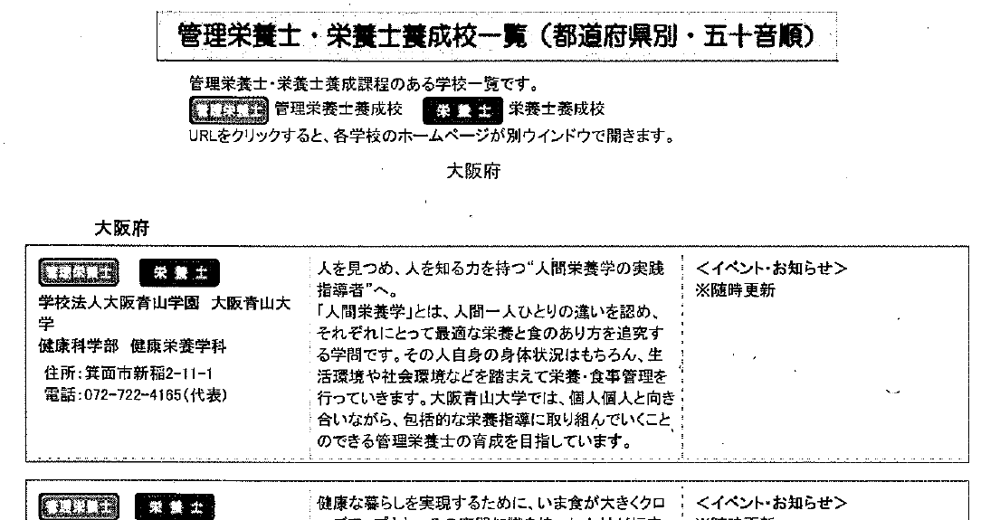 管理栄養士・栄養士養成校一覧（都道府県別・五十音順）
管理栄養士・栄養士養成課程のある学校一覧です。
管理栄養士 管理栄養士養成校 栄養士 栄養士養成校
URLをクリックすると、各学校のホームページが別ウインドウで開きます。
大阪府
大阪府
管理栄養士 栄養士
学校法人大阪青山学園 大阪青山大
学
健康科学部 健康栄養学科
住所：箕面市新稲2-11-1
電話：072-722-4165（代表）
人を見つめ、人を知る力を持つ“人間栄養学の実践
指導者”へ。
「人間栄養学」とは、人間一人ひとりの違いを認め、
それぞれにとって最適な栄養と食のあり方を追究す
る学問です。その人自身の身体状況はもちろん、生
活環境や社会環境などを踏まえて栄養・食事管理を
行っていきます。大阪青山大学では、個人個人と向き
合いながら、包括的な栄養指導に取り組んでいくこと
のできる管理栄養士の育成を目指しています。
＜イベント・お知らせ＞
※随時更新
管理栄養士 栄養士
健康な暮らしを実現するために、いま食が大きくクロ
＜イベント・お知らせ＞